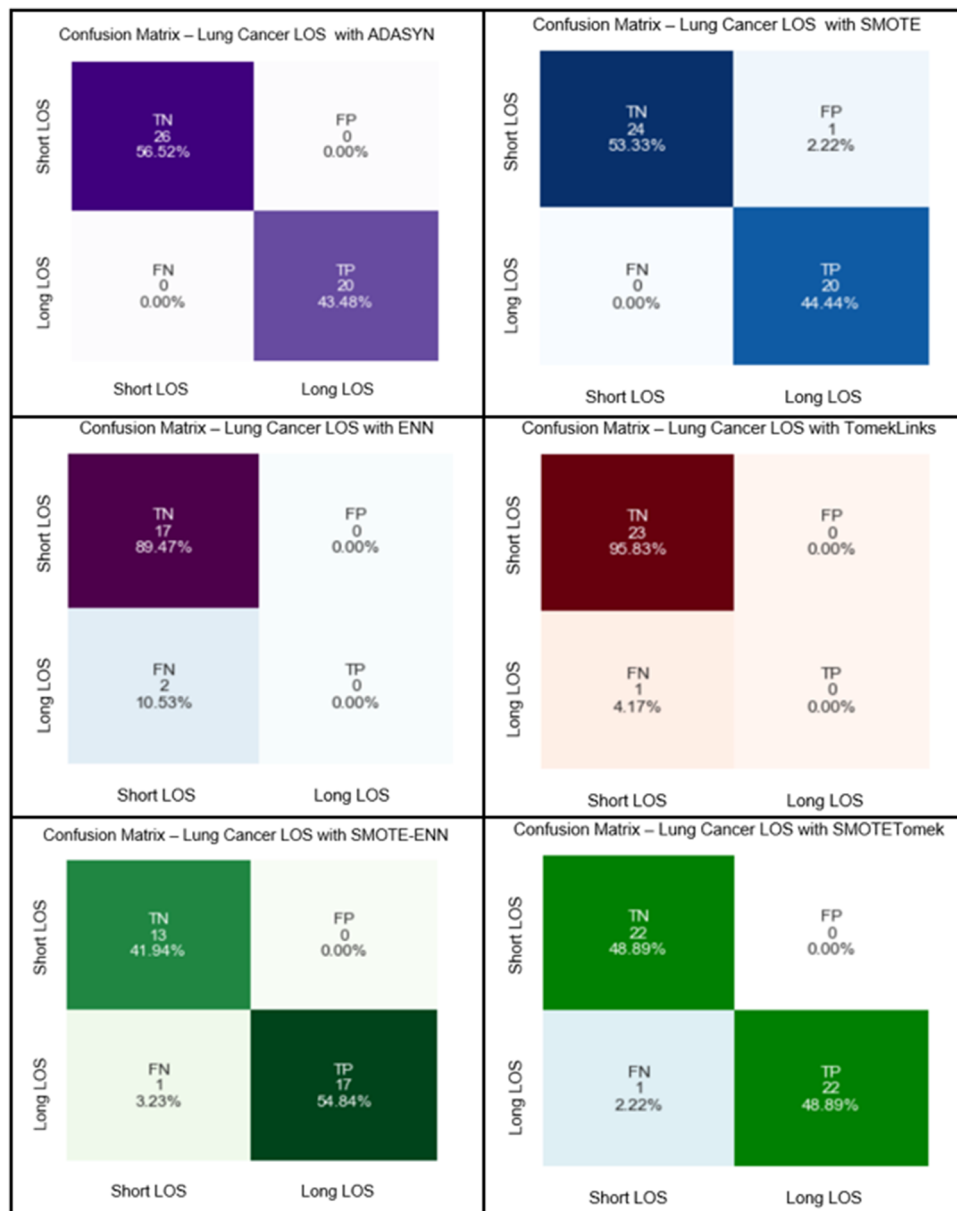 Confusion Matrix – Lung Cancer LOS with ADASYN
Short LOS
TN
26
56.52%
FP
0
0.00%
Long LOS
FN
0
0.00%
TP
20
43.48%
Short LOS
Long LOS
Confusion Matrix – Lung Cancer LOS with SMOTE
Short LOS
TN
24
53.33%
FP
1
2.22%
Long LOS
FN
0
0.00%
TP
20
44.44%
Short LOS
Long LOS
Confusion Matrix – Lung Cancer LOS with ENN
Short LOS
TN
17
89.47%
FP
0
0.00%
Long LOS
FN
2
10.53%
TP
0
0.00%
Short LOS
Long LOS
Confusion Matrix – Lung Cancer LOS with TomekLinks
Short LOS
TN
23
95.83%
FP
0
0.00%
Long LOS
FN
1
4.17%
TP
0
0.00%
Short LOS
Long LOS
Confusion Matrix – Lung Cancer LOS with SMOTE-ENN
Short LOS
TN
13
41.94%
FP
0
0.00%
Long LOS
FN
1
3.23%
TP
17
54.84%
Short LOS
Long LOS
Confusion Matrix – Lung Cancer LOS with SMOTETomek
Short LOS
TN
22
48.89%
FP
0
0.00%
Long LOS
FN
1
2.22%
TP
22
48.89%
Short LOS
Long LOS